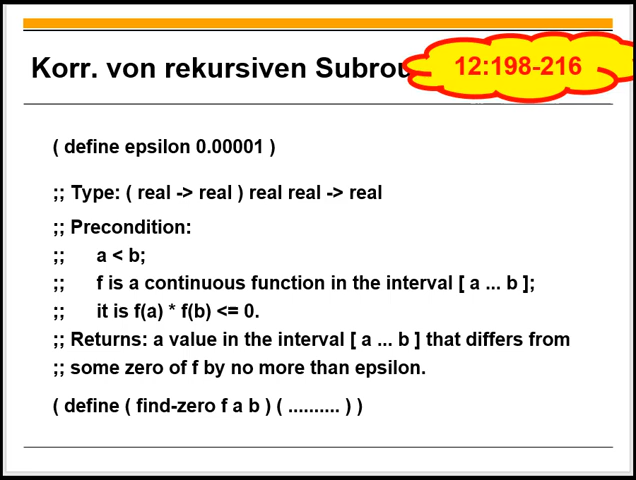 Korr. von rekursiven Subrou
12:198-216
( define epsilon 0.00001 )
;; Type: ( real -> real ) real real -> real
;; Precondition:
;; a < b;
;; f is a continuous function in the interval [ a ... b ];
;; it is f(a) * f(b) <= 0.
;; Returns: a value in the interval [ a ... b ] that differs from
;; some zero of f by no more than epsilon.
( define ( find-zero f a b ) ( .......... ) )